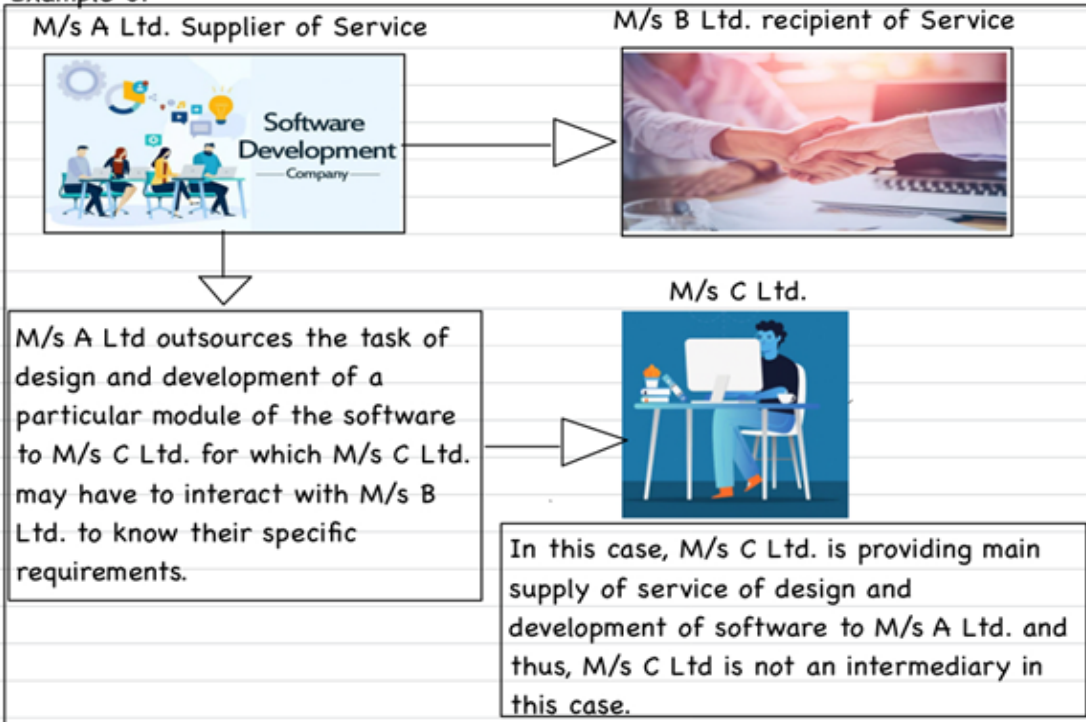 M/s A Ltd. Supplier of Service
M/s B Ltd. recipient of Service
Software
Development
Company
M/s A Ltd outsources the task of
design and development of a
particular module of the software
to M/s C Ltd. for which M/s C Ltd.
may have to interact with M/s B
Ltd. to know their specific
requirements.
M/s C Ltd.
In this case, M/s C Ltd. is providing main
supply of service of design and
development of software to M/s A Ltd. and
thus, M/s C Ltd is not an intermediary in
this case.